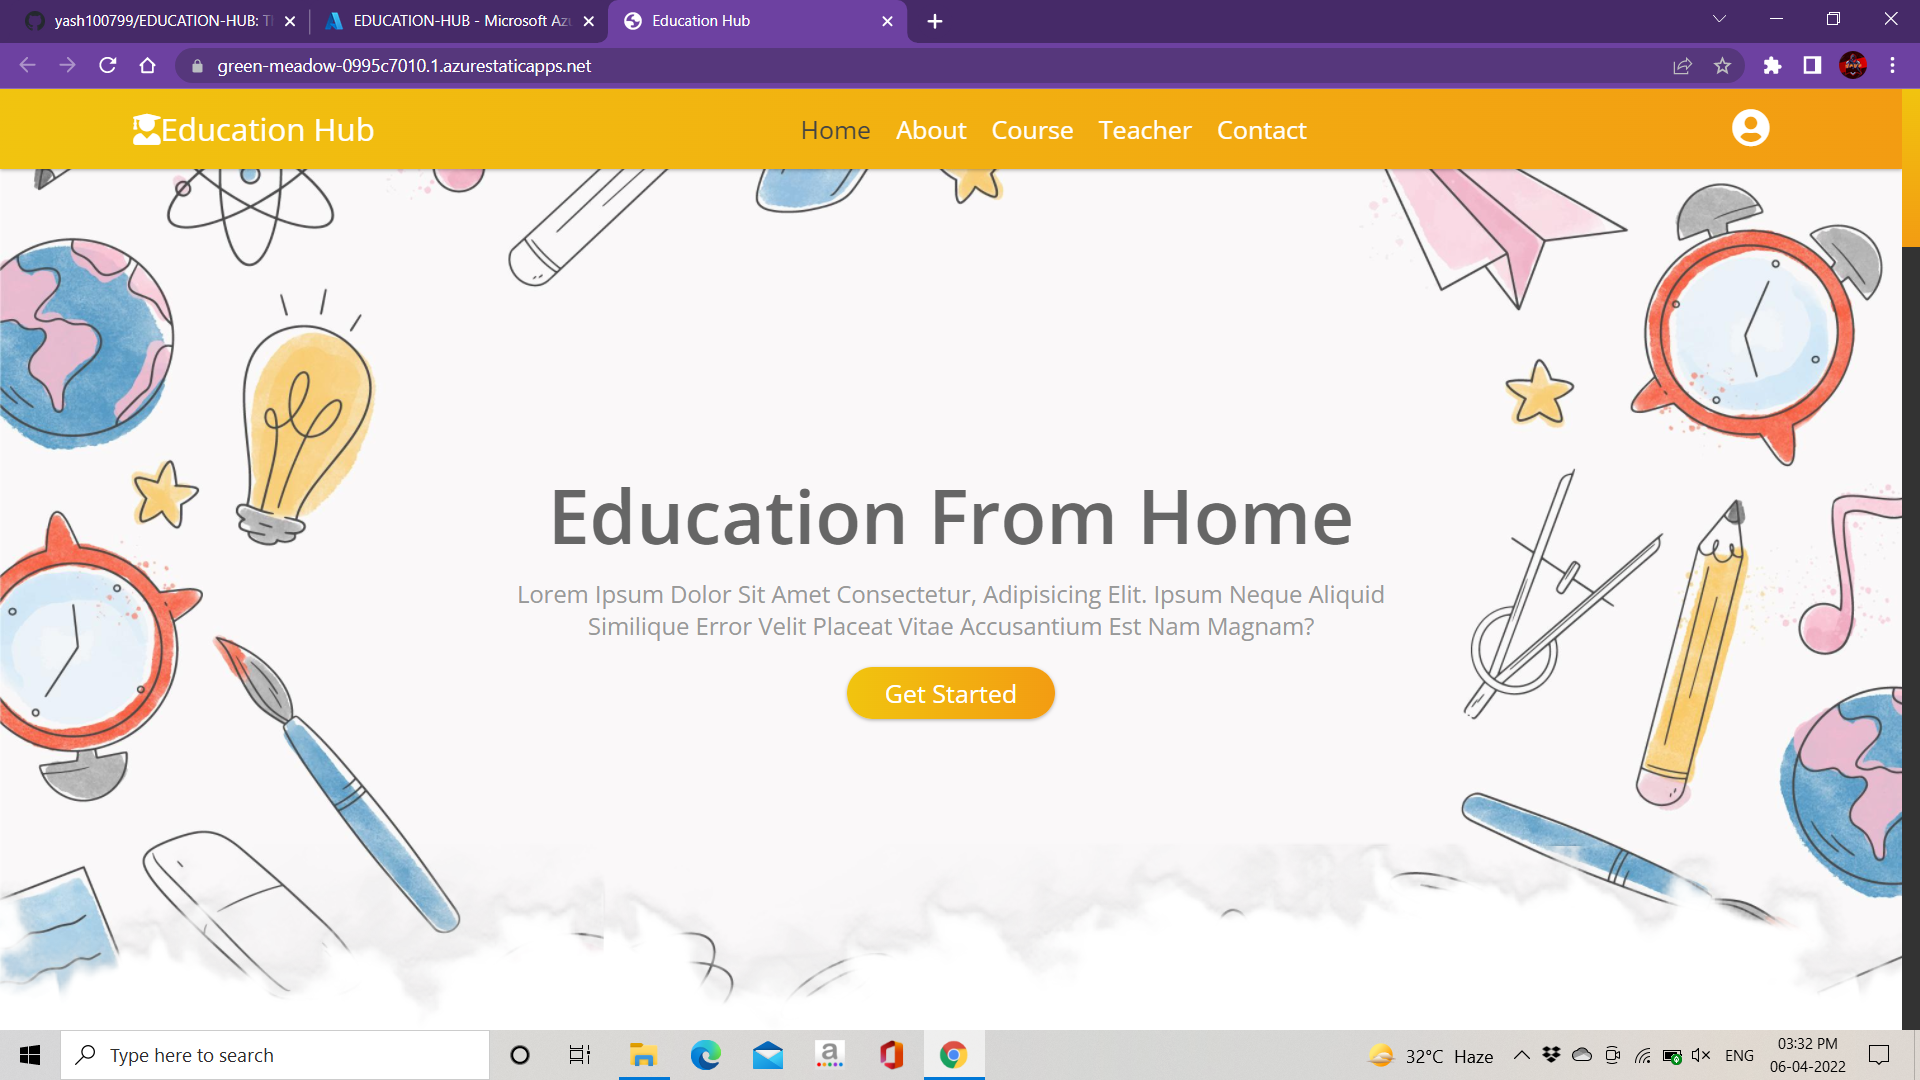 yash100799/EDUCATION-HUB: Th
EDUCATION-HUB - Microsoft Azu
Education Hub
green-meadow-0995c7010.1.azurestaticapps.net
Education Hub
Home
About
Course
Teacher
Contact
Education From Home
Lorem Ipsum Dolor Sit Amet Consectetur, Adipisicing Elit. Ipsum Neque Aliquid
Similique Error Velit Placeat Vitae Accusantium Est Nam Magnam?
Get Started
Type here to search
a
32°C Haze
ENG
03:32 PM
06-04-2022